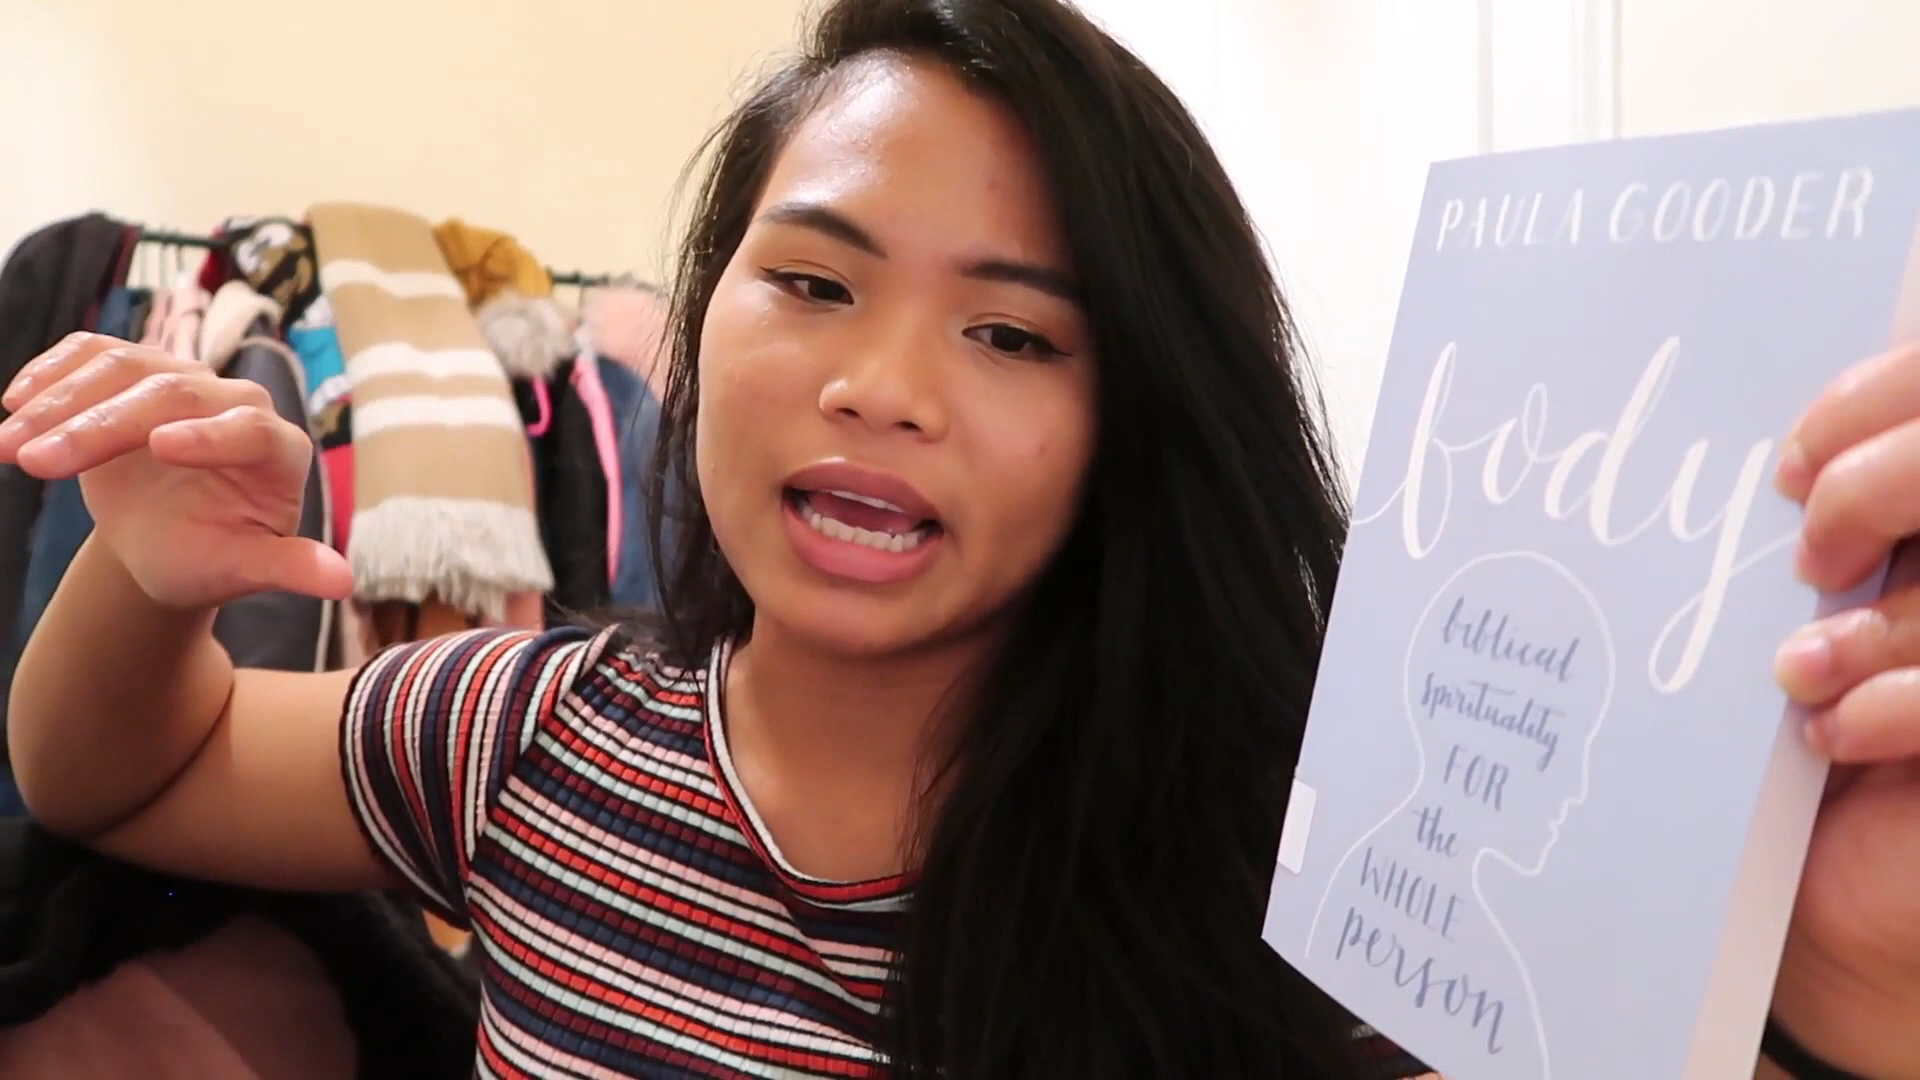 PAULA GOODER
body
biblical
spirituality
FOR
the
WHOLE
person